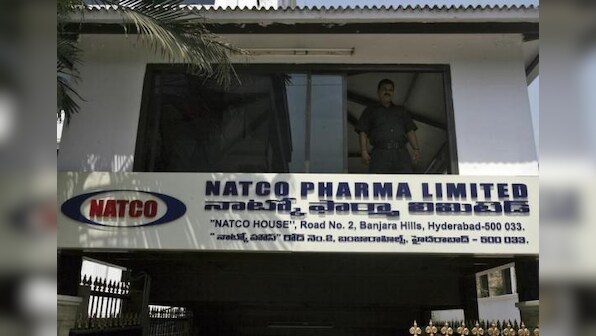 NATCO
NATCO PHARMA LIMITED
నాట్కో ఫార్మా లిమిటెడ్
"NATCO HOUSE", Road No. 2, Banjara Hills, Hyderabad-500 033.
" నాట్కో హౌస్" రోడ్ నెం.2, బంజారాహిల్స్, హైదరాబాద్ - 500 033.